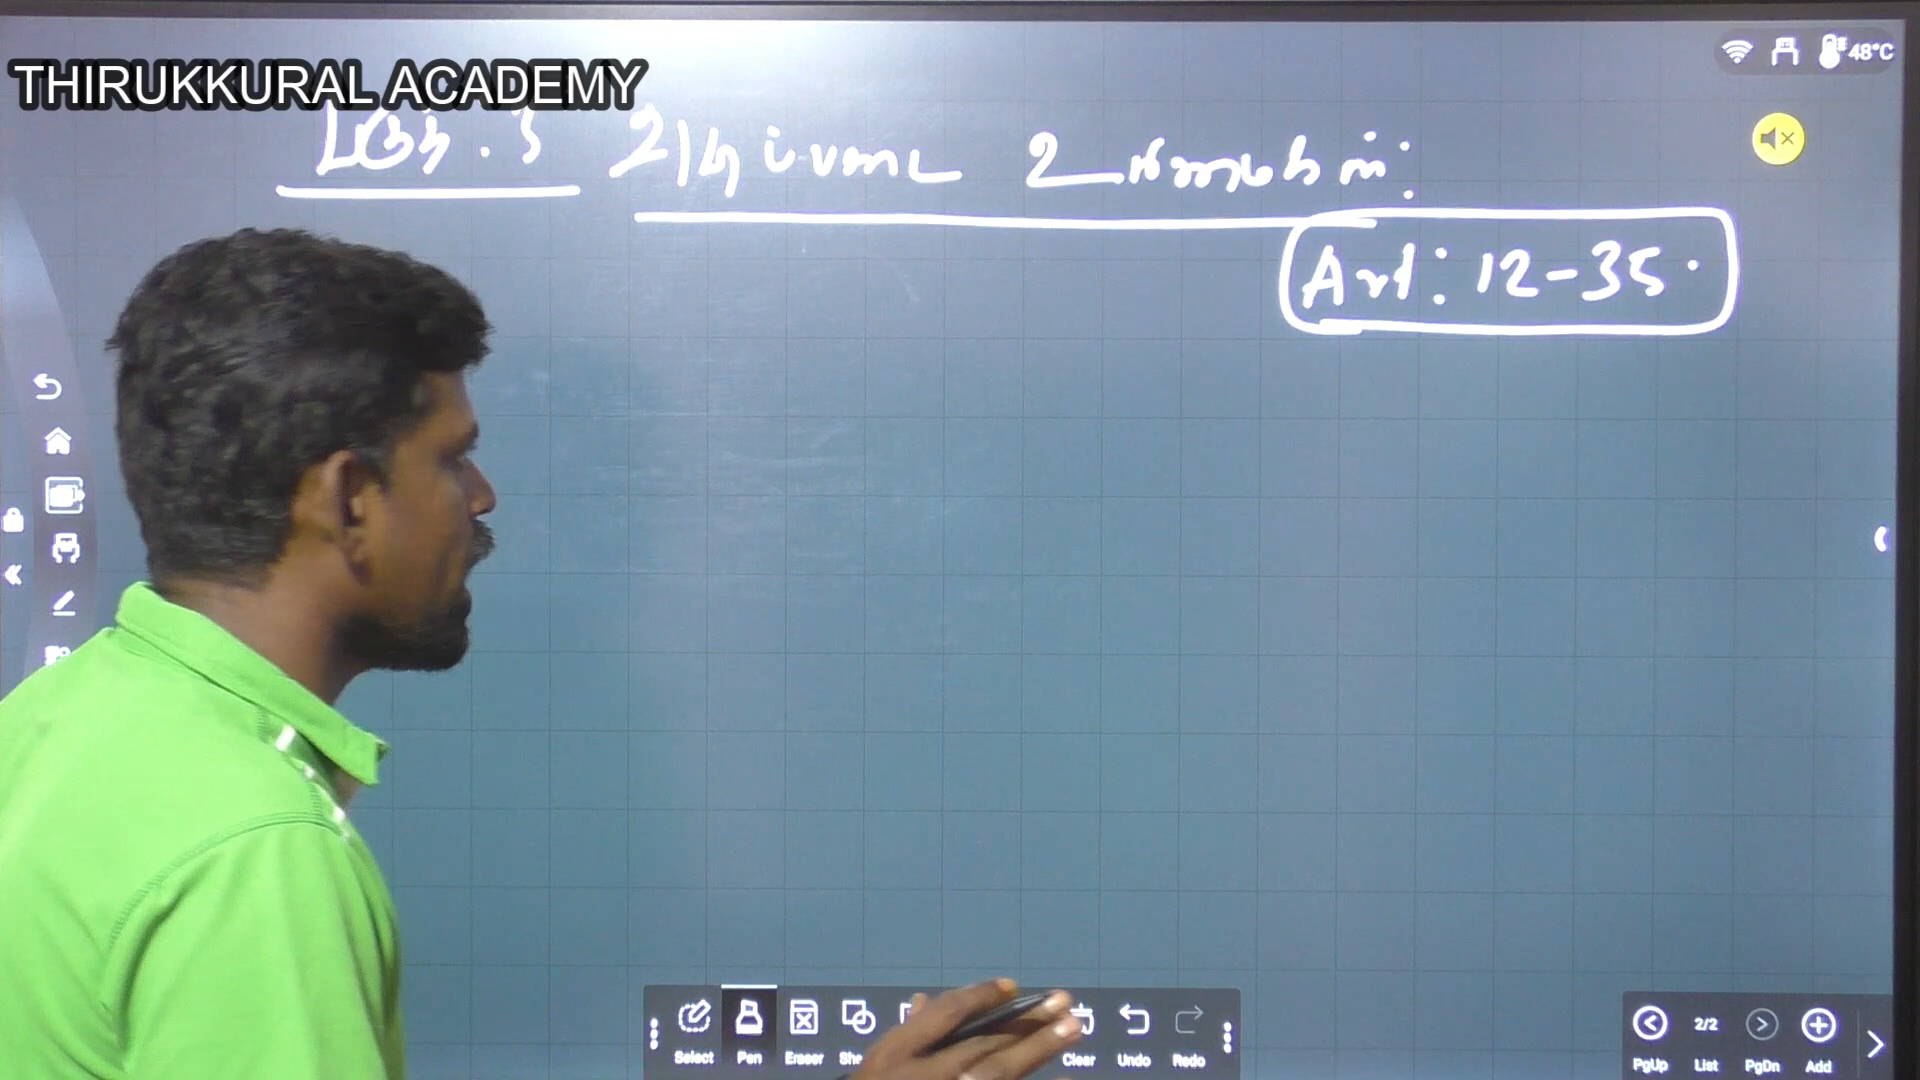 48°C
THIRUKKURAL ACADEMY
பகுதி . 3 அடிப்படை உரிமைகள் :
Art : 12-35 .
Select Pen Eraser She Clear Undo Redo
2/2
PgUp List PgDn Add